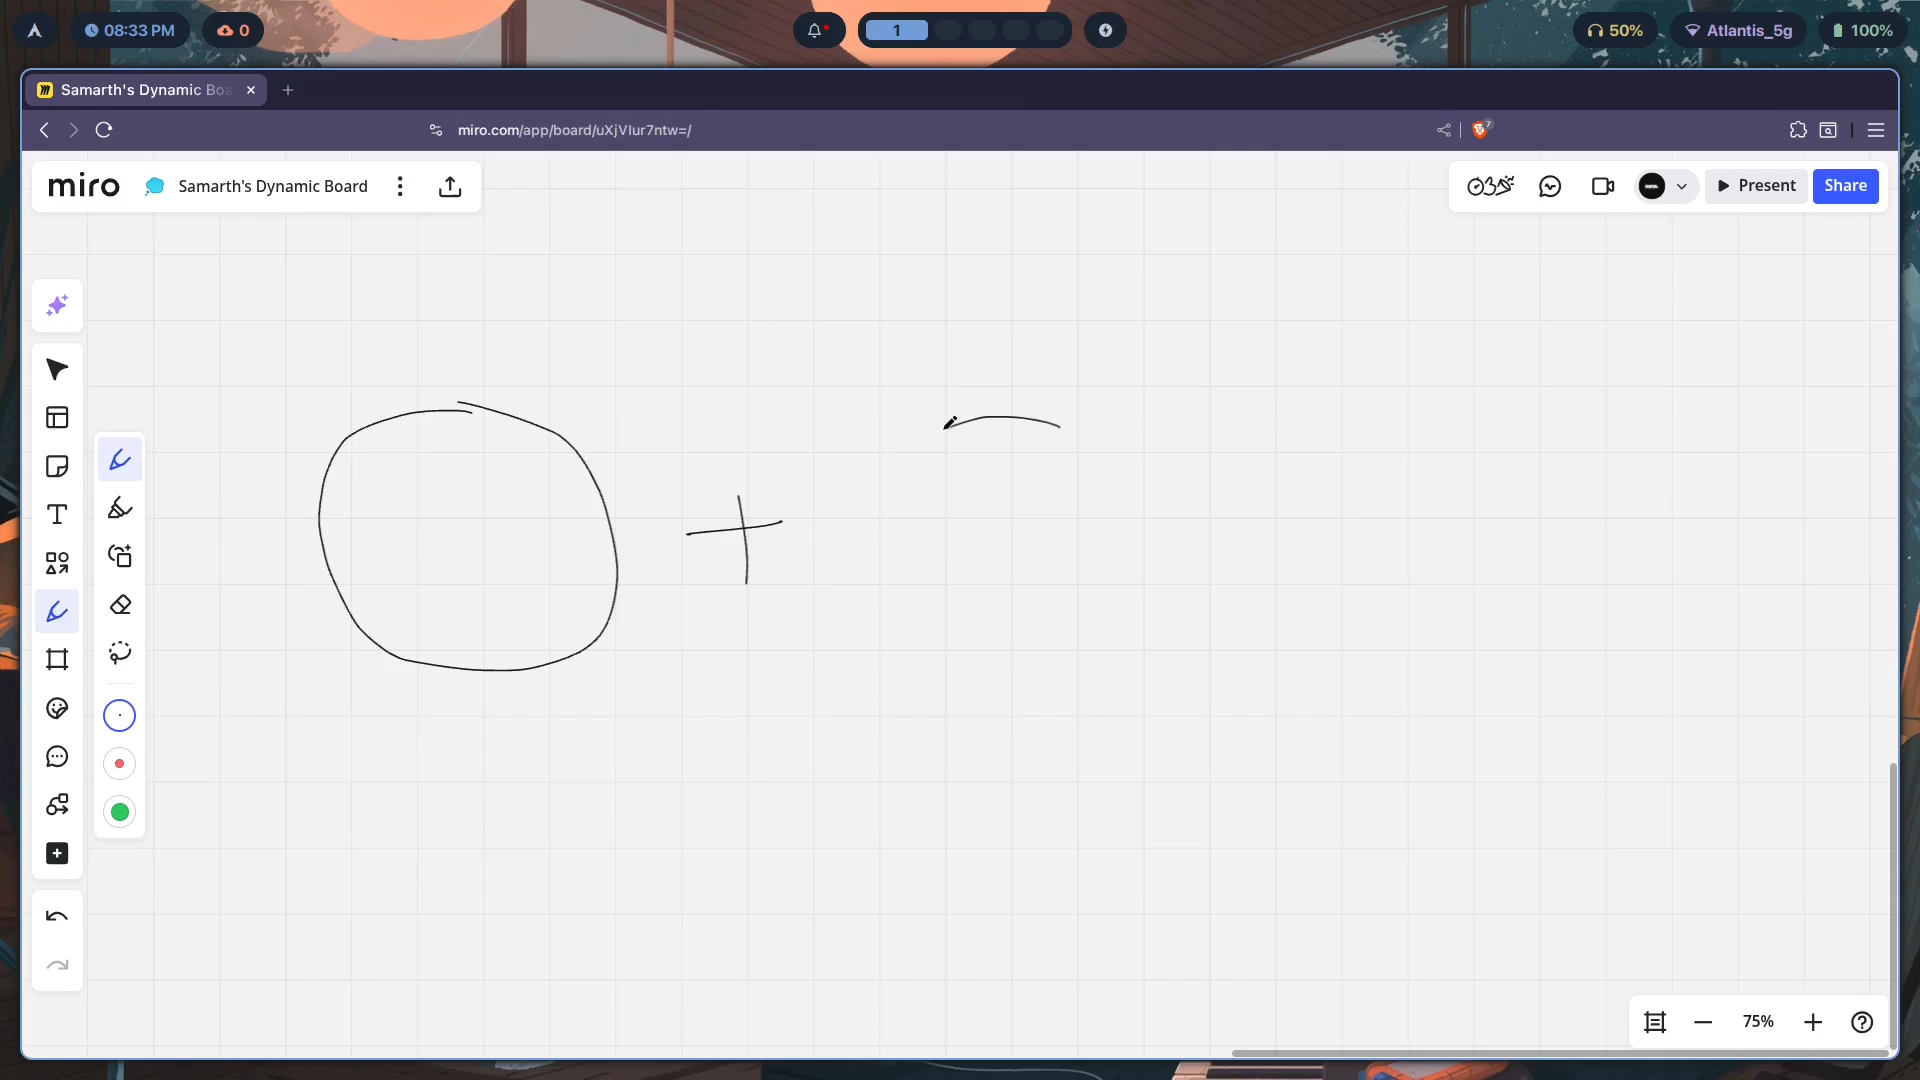 08:33 PM
0
1
50%
Atlantis_5g
100%
Samarth's Dynamic Boa
miro.com/app/board/uXjVIur7ntw=/
7
miro
Samarth's Dynamic Board
Present
Share
T
+
75%